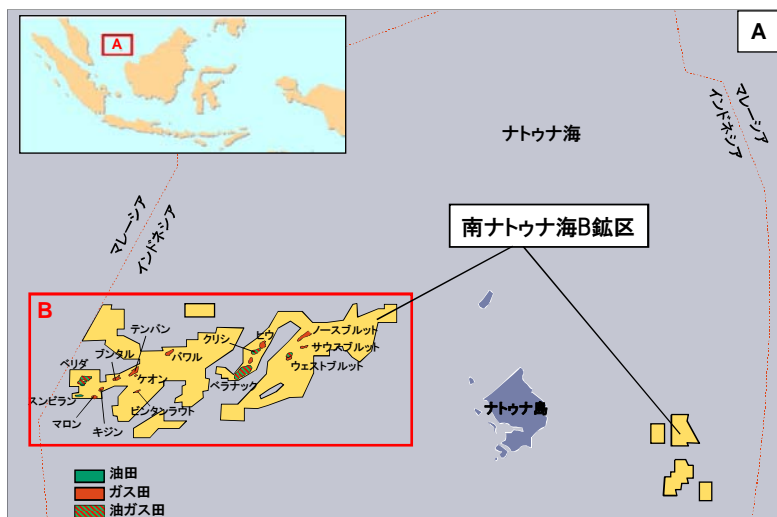 A
A
ナトゥナ海
マレーシア
インドネシア
マレーシア
インドネシア
南ナトゥナ海B鉱区
B
テンバン
クリシ
ヒウ
ノースブルット
ブンタル
バワル
サウスブルット
ベリダ
ケオン
ウェストブルット
ベラナック
スンビラン
ビンタンラウト
マロン
キジン
ナトゥナ島
油田
ガス田
油ガス田